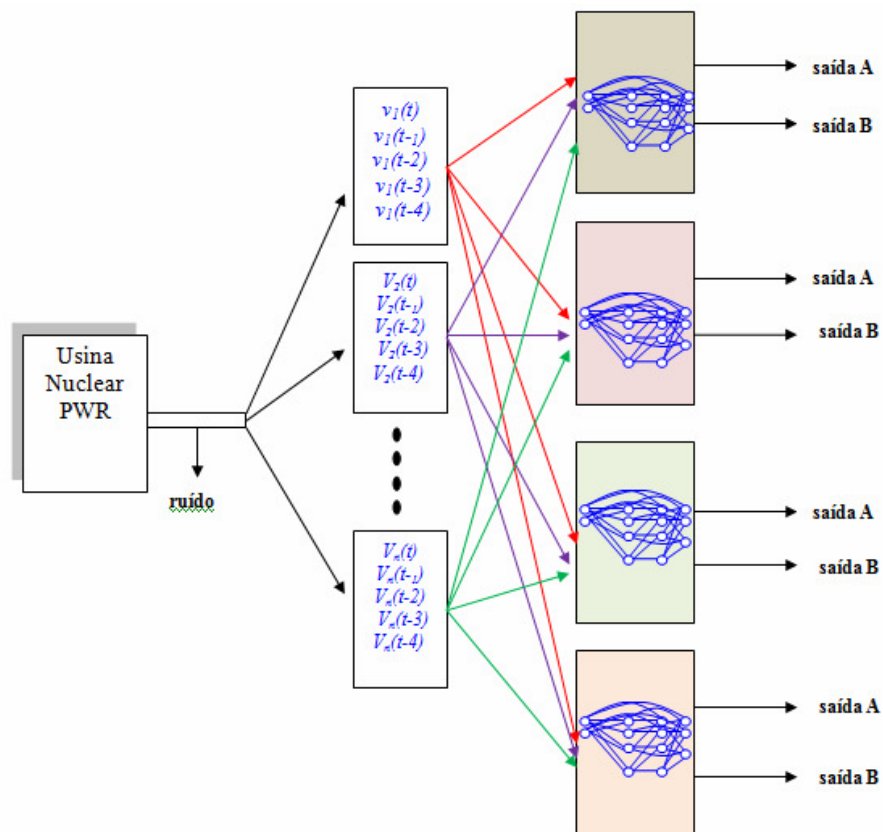 Usina
Nuclear
PWR
ruído
v1(t)
v1(t-1)
v1(t-2)
v1(t-3)
v1(t-4)
V2(t)
V2(t-1)
V2(t-2)
V2(t-3)
V2(t-4)
Vn(t)
Vn(t-1)
Vn(t-2)
Vn(t-3)
Vn(t-4)
saída A
saída B
saída A
saída B
saída A
saída B
saída A
saída B